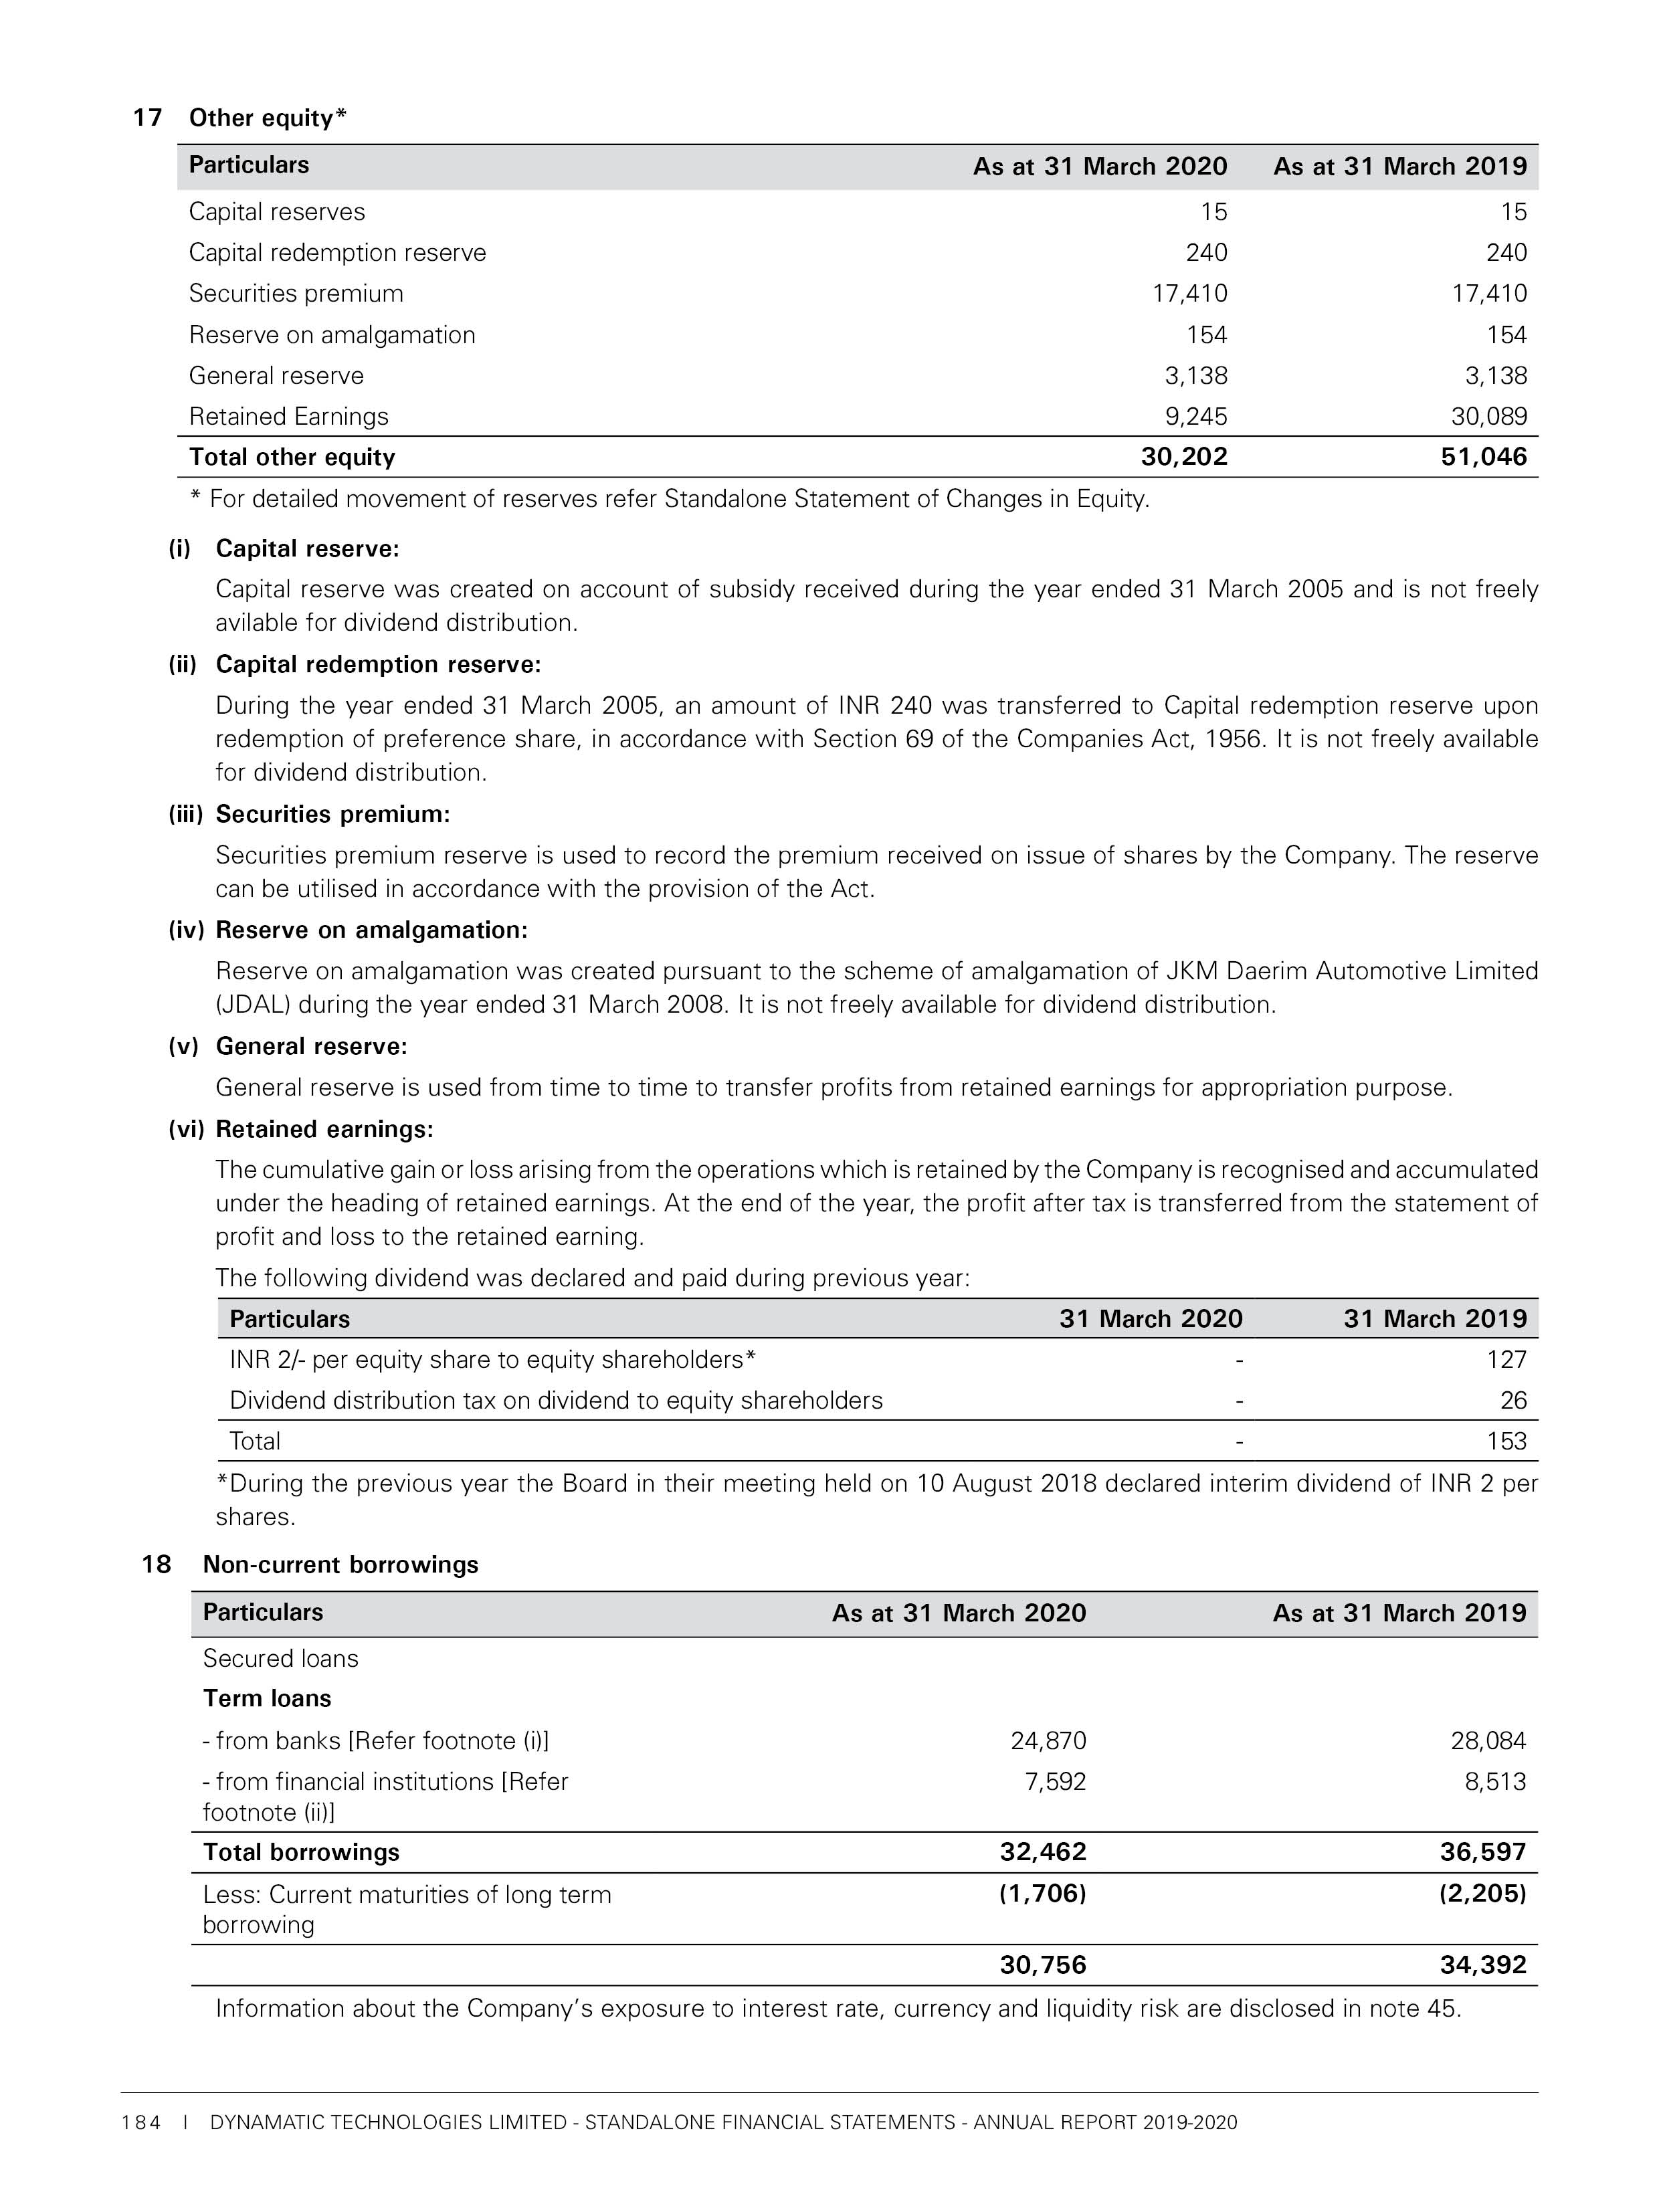 17 Other equity*
Particulars As at 31 March 2020 As at 31 March 2019
Capital reserves 15 15
Capital redemption reserve 240 240
Securities premium 17,410 17,410
Reserve on amalgamation 154 154
General reserve 3,138 3,138
Retained Earnings 9,245 30,089
Total other equity 30,202 51,046
* For detailed movement of reserves refer Standalone Statement of Changes in Equity.
(i) Capital reserve:
Capital reserve was created on account of subsidy received during the year ended 31 March 2005 and is not freely
avilable for dividend distribution.
(ii) Capital redemption reserve:
During the year ended 31 March 2005, an amount of INR 240 was transferred to Capital redemption reserve upon
redemption of preference share, in accordance with Section 69 of the Companies Act, 1956. It is not freely available
for dividend distribution.
(iii) Securities premium:
Securities premium reserve is used to record the premium received on issue of shares by the Company. The reserve
can be utilised in accordance with the provision of the Act.
(iv) Reserve on amalgamation:
Reserve on amalgamation was created pursuant to the scheme of amalgamation of JKM Daerim Automotive Limited
(JDAL) during the year ended 31 March 2008. It is not freely available for dividend distribution.
(v) General reserve:
General reserve is used from time to time to transfer profits from retained earnings for appropriation purpose.
(vi) Retained earnings:
The cumulative gain or loss arising from the operations which is retained by the Company is recognised and accumulated
under the heading of retained earnings. At the end of the year, the profit after tax is transferred from the statement of
profit and loss to the retained earning.
The following dividend was declared and paid during previous year:
Particulars 31 March 2020 31 March 2019
INR 2/- per equity share to equity shareholders* - 127
Dividend distribution tax on dividend to equity shareholders - 26
Total - 153
*During the previous year the Board in their meeting held on 10 August 2018 declared interim dividend of INR 2 per
shares.
18 Non-current borrowings
Particulars As at 31 March 2020 As at 31 March 2019
Secured loans
Term loans
- from banks [Refer footnote (i)] 24,870 28,084
- from financial institutions [Refer 7,592 8,513
footnote (ii)]
Total borrowings 32,462 36,597
Less: Current maturities of long term (1,706) (2,205)
borrowing
30,756 34,392
Information about the Company's exposure to interest rate, currency and liquidity risk are disclosed in note 45.
184 I DYNAMATIC TECHNOLOGIES LIMITED - STANDALONE FINANCIAL STATEMENTS - ANNUAL REPORT 2019-2020